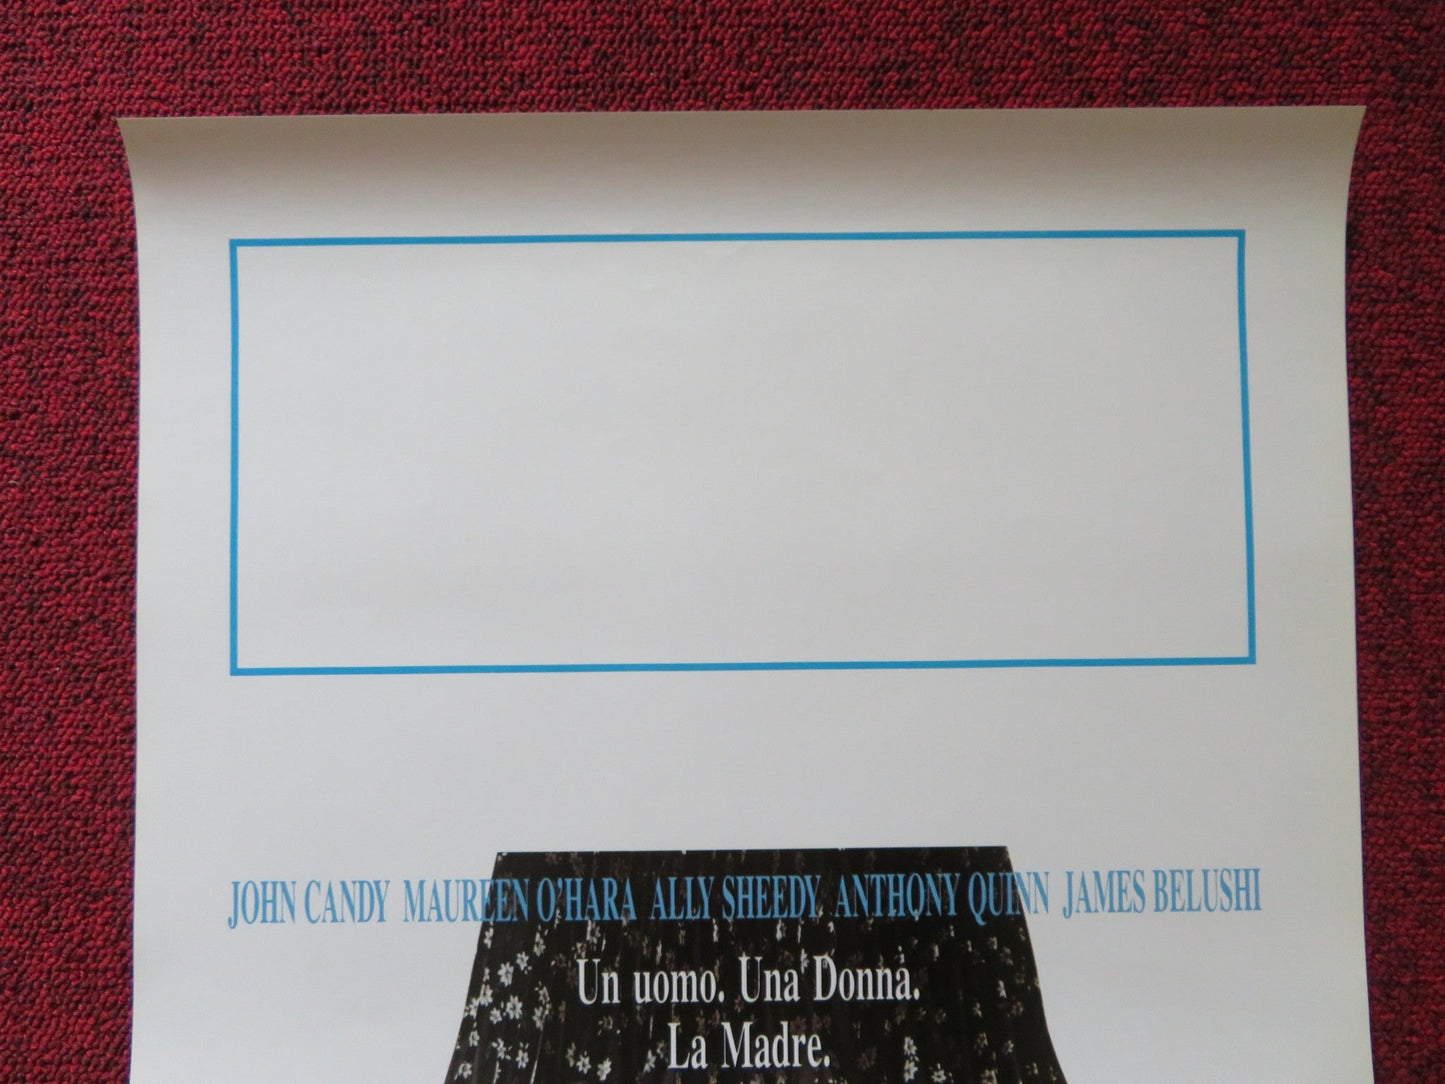 JOHN CANDY MAUREEN O'HARA ALLY SHEEDY ANTHONY QUINN JAMES BELUSHI
Un uomo. Una Donna.
La Madre.